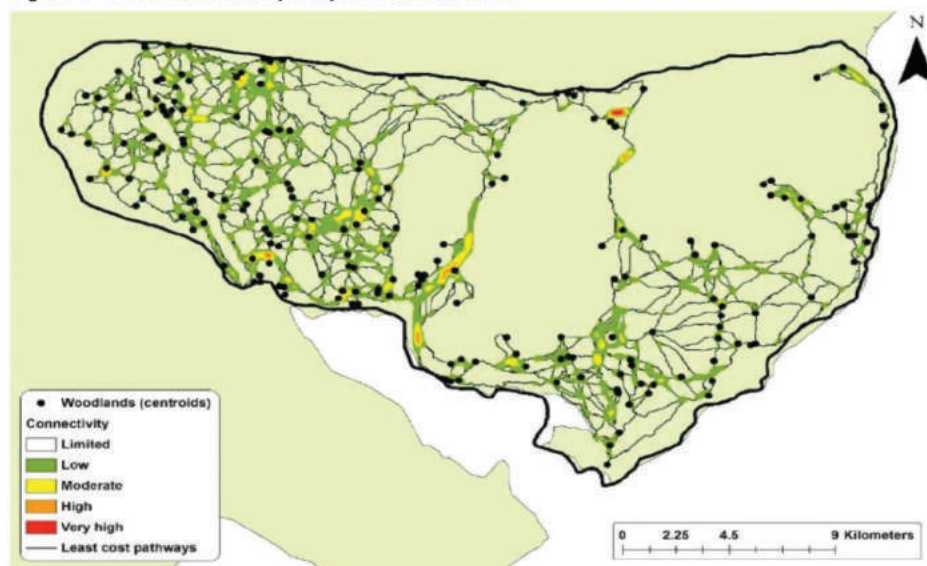 N
Woodlands (centroids)
Connectivity
Limited
Low
Moderate
High
Very high
Least cost pathways
0 2.25 4.5 9 Kilometers